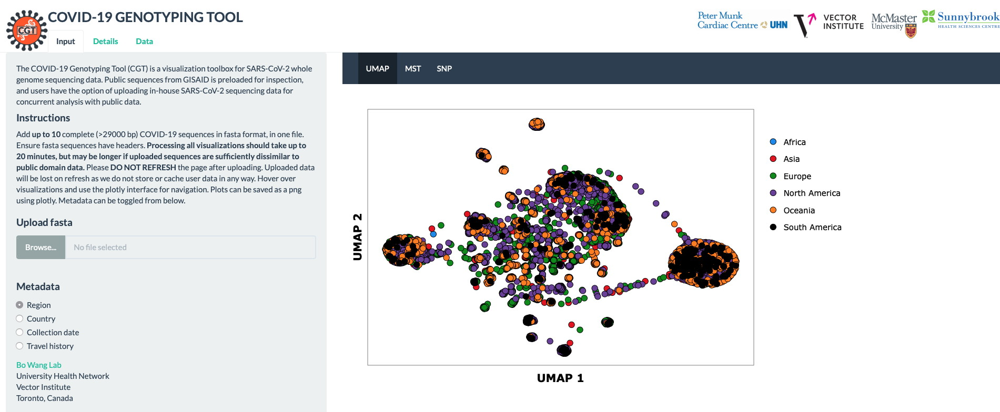 COVID-19 GENOTYPING TOOL
CGT
Peter Munk
Cardiac Centre UHN
VECTOR
INSTITUTE
McMaster
University
Sunnybrook
HEALTH SCIENCES CENTRE
Input
Details
Data
The COVID-19 Genotyping Tool (CGT) is a visualization toolbox for SARS-CoV-2 whole
genome sequencing data. Public sequences from GISAID is preloaded for inspection,
and users have the option of uploading in-house SARS-CoV-2 sequencing data for
concurrent analysis with public data.
Instructions
Add up to 10 complete (>29000 bp) COVID-19 sequences in fasta format, in one file.
Ensure fasta sequences have headers. Processing all visualizations should take up to
20 minutes, but may be longer if uploaded sequences are sufficiently dissimilar to
public domain data. Please DO NOT REFRESH the page after uploading. Uploaded data
will be lost on refresh as we do not store or cache user data in any way. Hover over
visualizations and use the plotly interface for navigation. Plots can be saved as a png
using plotly. Metadata can be toggled from below.
Upload fasta
Browse... No file selected
Metadata
Region
Country
Collection date
Travel history
Bo Wang Lab
University Health Network
Vector Institute
Toronto, Canada
UMAP
MST
SNP
UMAP 2
UMAP 1
Africa
Asia
Europe
North America
Oceania
South America